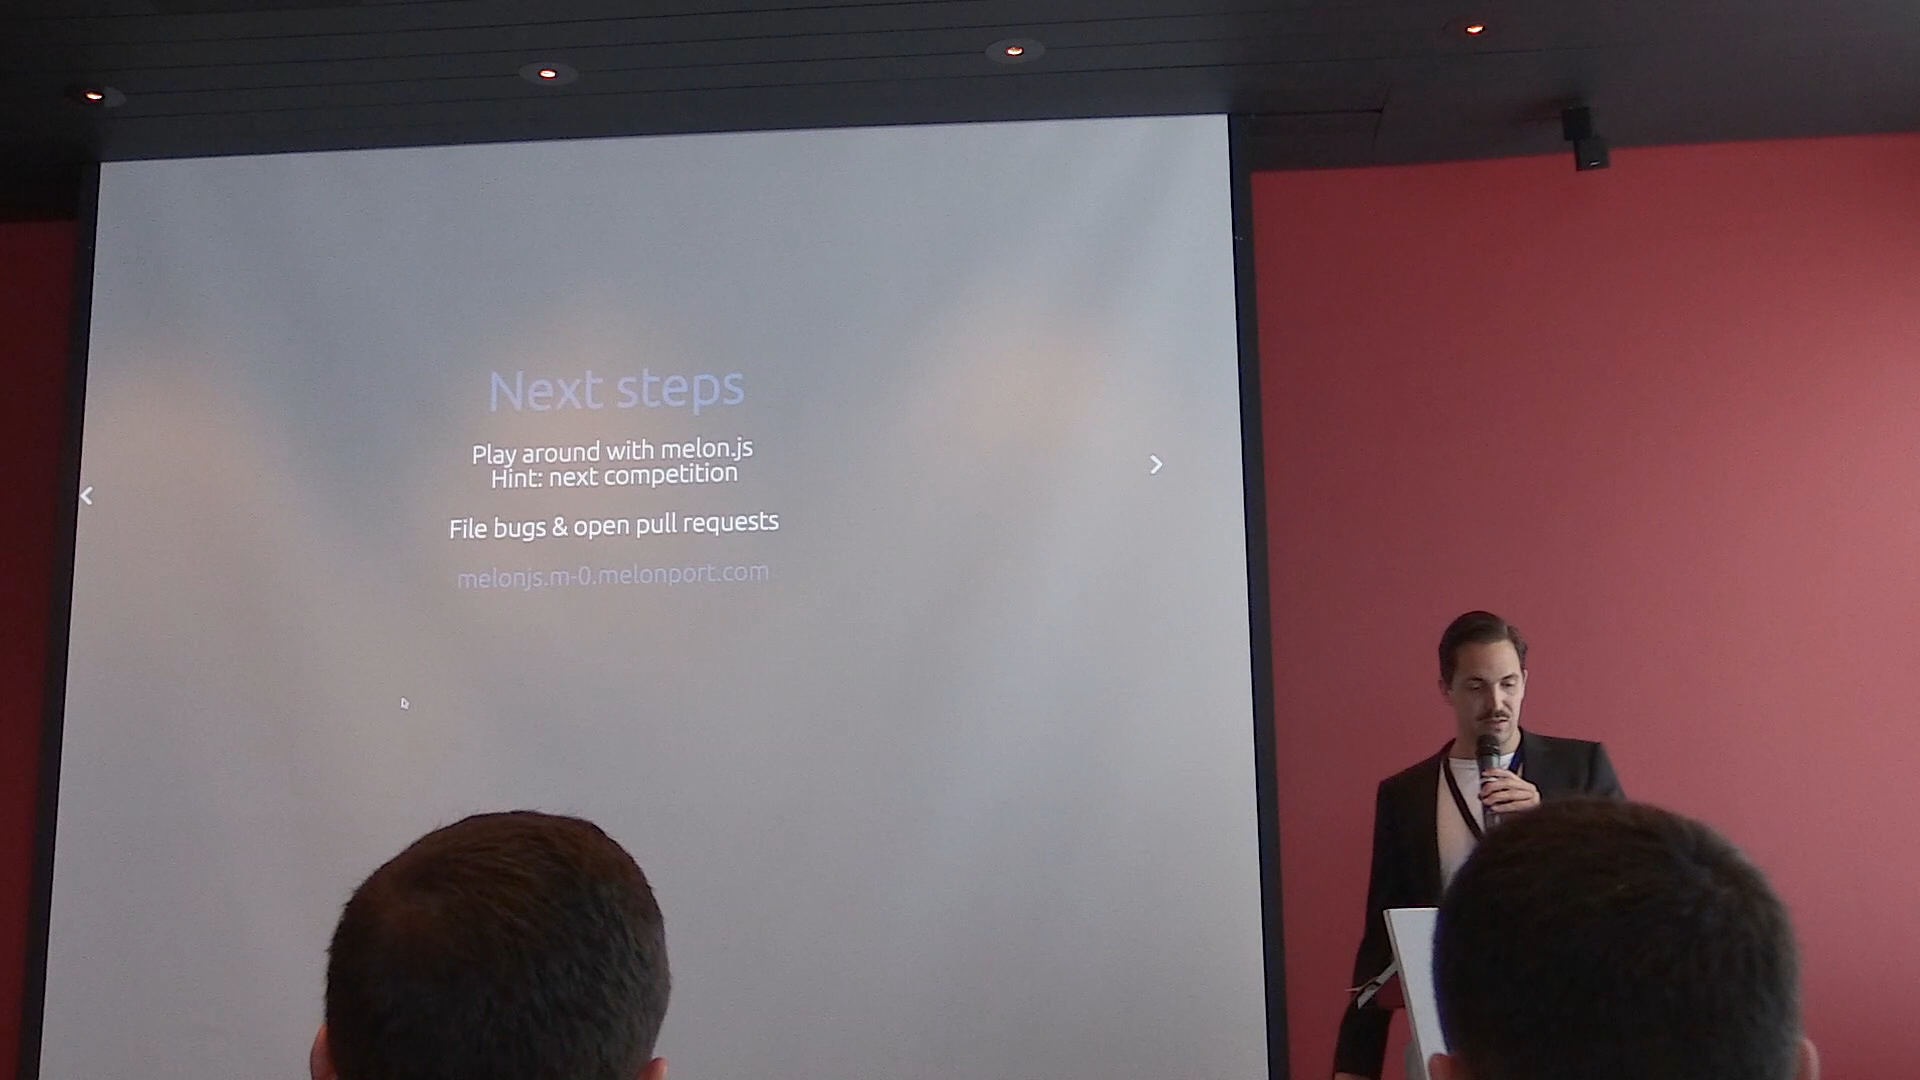 Next steps
Play around with melon.js
Hint: next competition
File bugs & open pull requests
melonjs.m-0.melonport.com